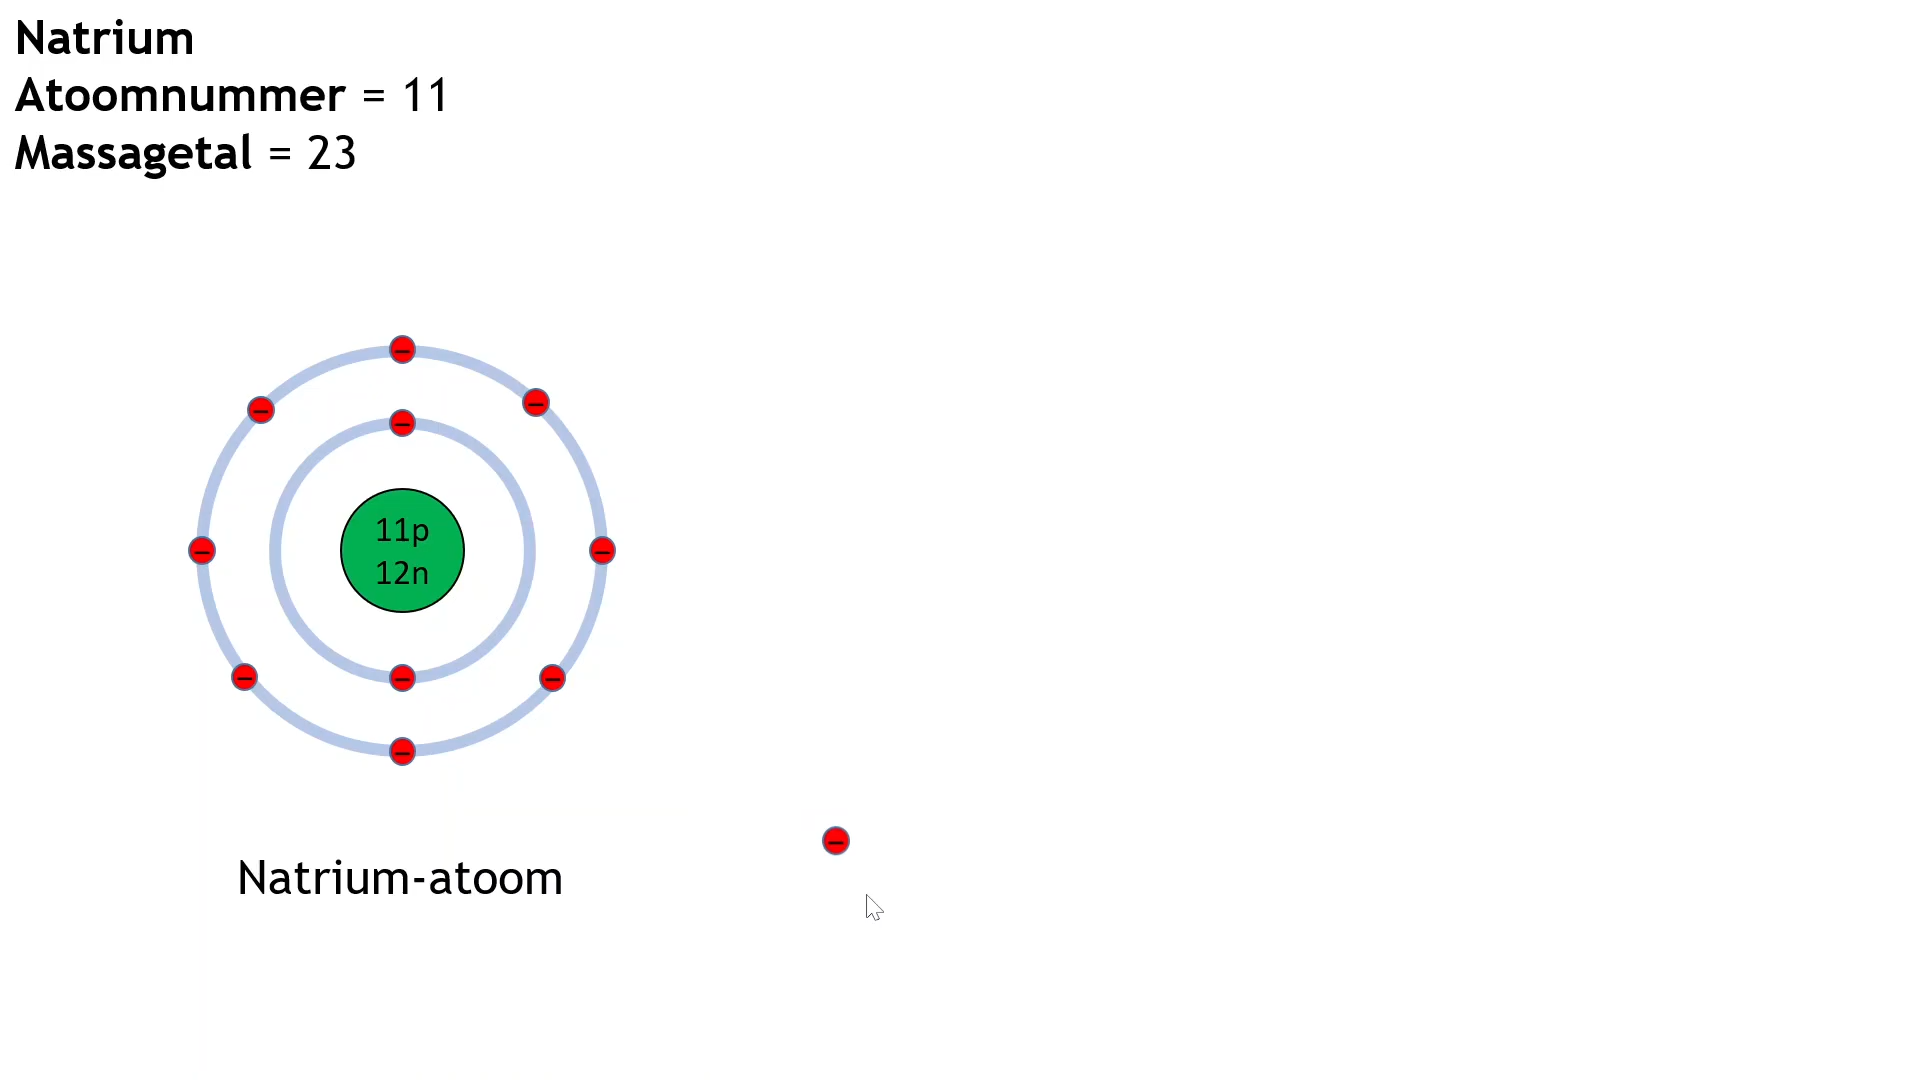 Natrium
Atoomnummer = 11
Massagetal = 23
11p
12n
Natrium-atoom